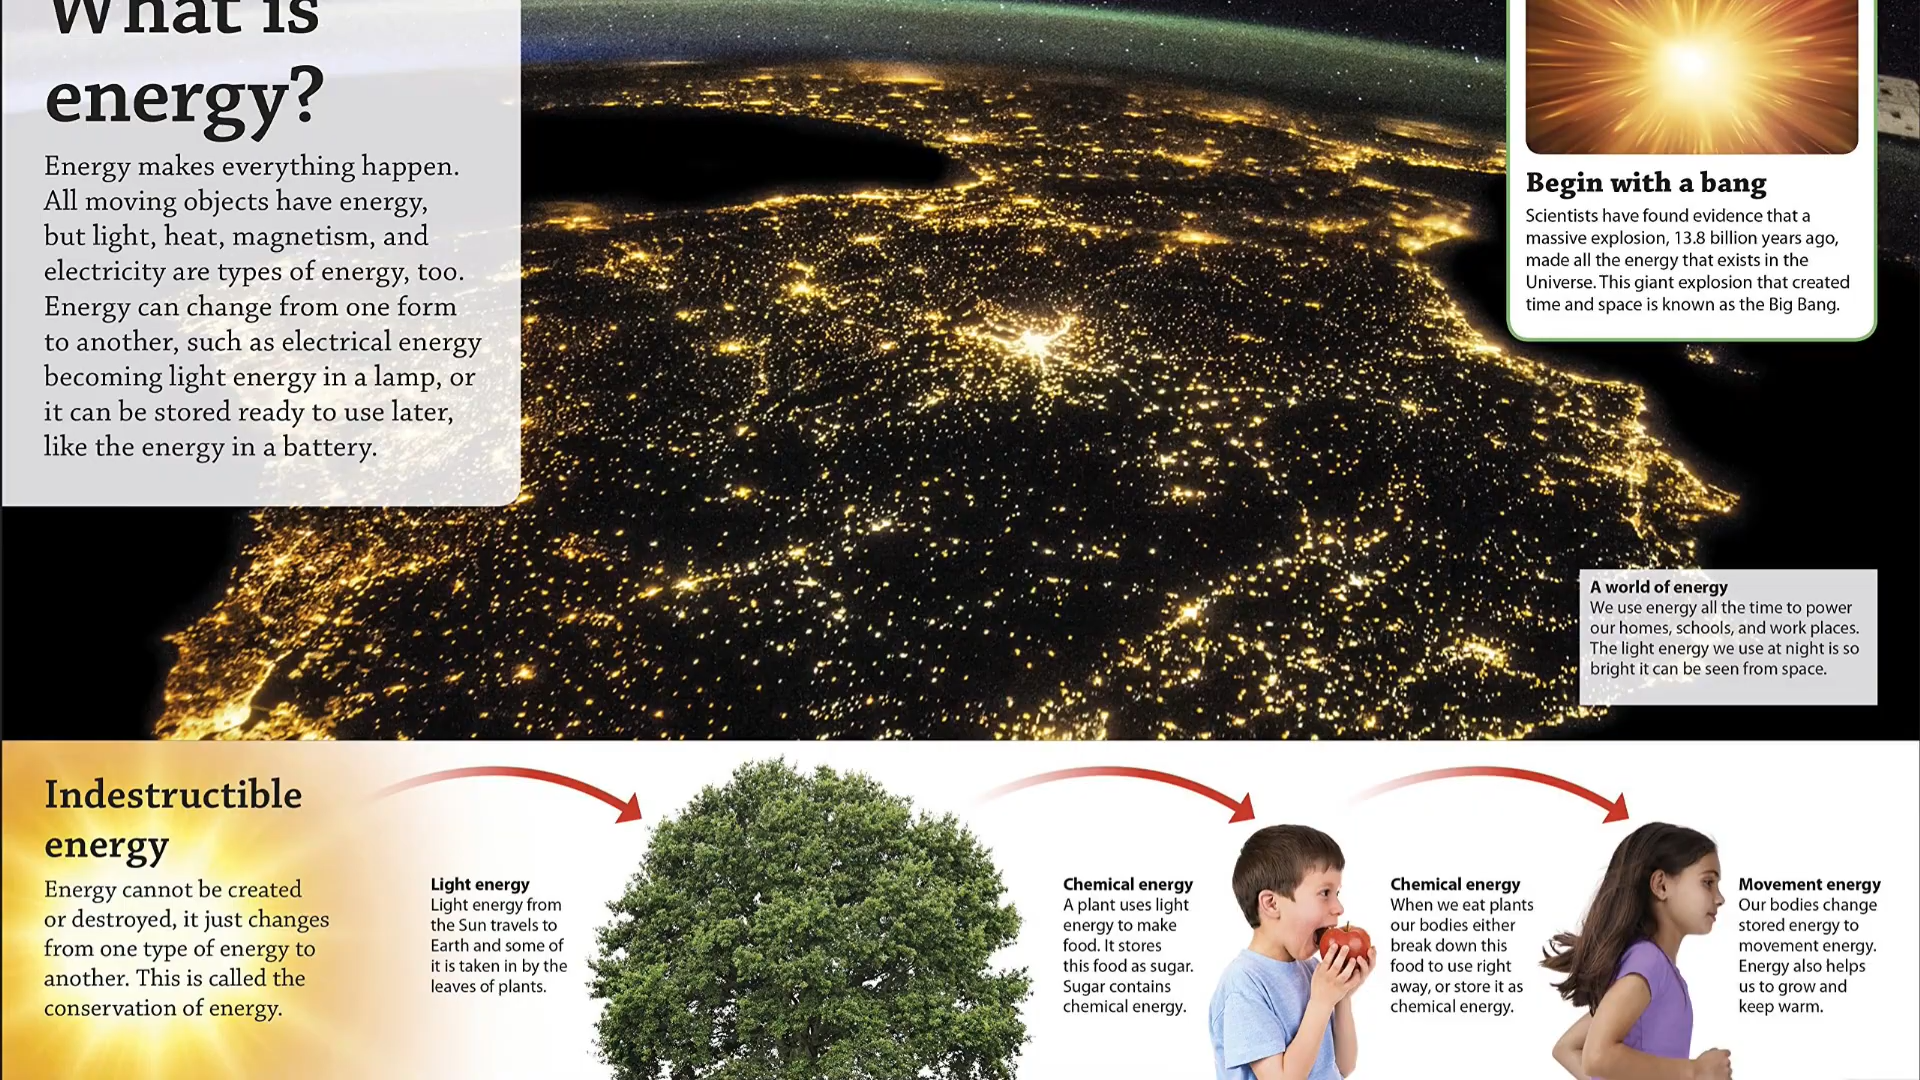 What is
energy?
Energy makes everything happen.
All moving objects have energy,
but light, heat, magnetism, and
electricity are types of energy, too.
Energy can change from one form
to another, such as electrical energy
becoming light energy in a lamp, or
it can be stored ready to use later,
like the energy in a battery.
Begin with a bang
Scientists have found evidence that a
massive explosion, 13.8 billion years ago,
made all the energy that exists in the
Universe. This giant explosion that created
time and space is known as the Big Bang.
A world of energy
We use energy all the time to power
our homes, schools, and work places.
The light energy we use at night is so
bright it can be seen from space.
Indestructible
energy
Energy cannot be created
or destroyed, it just changes
from one type of energy to
another. This is called the
conservation of energy.
Light energy
Light energy from
the Sun travels to
Earth and some of
it is taken in by the
leaves of plants.
Chemical energy
A plant uses light
energy to make
food. It stores
this food as sugar.
Sugar contains
chemical energy.
Chemical energy
When we eat plants
our bodies either
break down this
food to use right
away, or store it as
chemical energy.
Movement energy
Our bodies change
stored energy to
movement energy.
Energy also helps
us to grow and
keep warm.